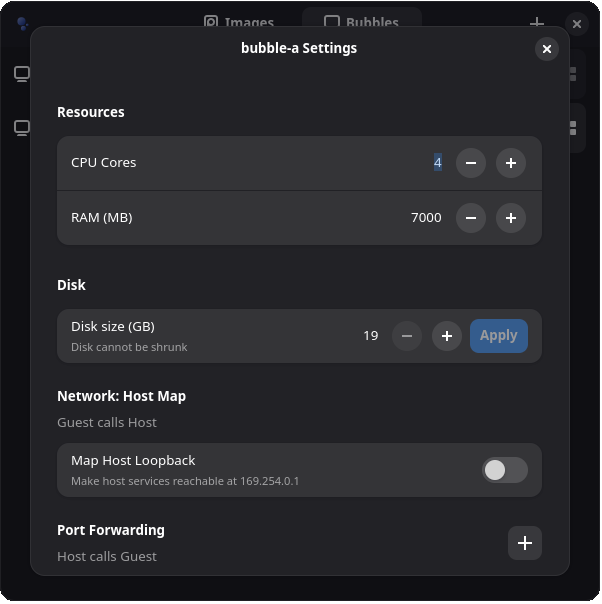 Images
Bubbles
bubble-a Settings
Resources
CPU Cores
4
RAM (MB)
7000
Disk
Disk size (GB)
Disk cannot be shrunk
19
Apply
Network: Host Map
Guest calls Host
Map Host Loopback
Make host services reachable at 169.254.0.1
Port Forwarding
Host calls Guest